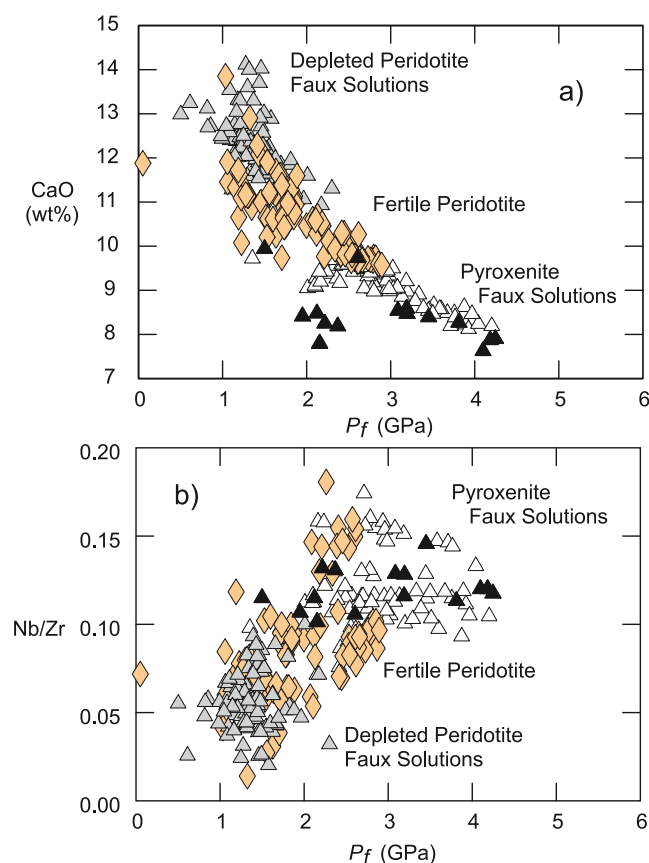 15
14
13
12
11
10
9
8
7
CaO
(wt%)
Depleted Peridotite
Faux Solutions
a)
Fertile Peridotite
Pyroxenite
Faux Solutions
0
1
2
3
4
5
6
Pf (GPa)
0.20
0.15
0.10
0.05
0.00
Nb/Zr
b)
Pyroxenite
Faux Solutions
Fertile Peridotite
Depleted Peridotite
Faux Solutions
0
1
2
3
4
5
6
Pf (GPa)